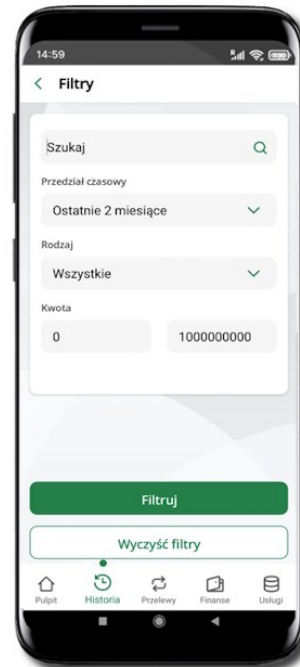 14:59
Filtry
Szukaj
Przedział czasowy
Ostatnie 2 miesiące
Rodzaj
Wszystkie
Kwota
0 1000000000
Filtruj
Wyczyść filtry
Pulpit Historia Przelewy Finanse Usługi